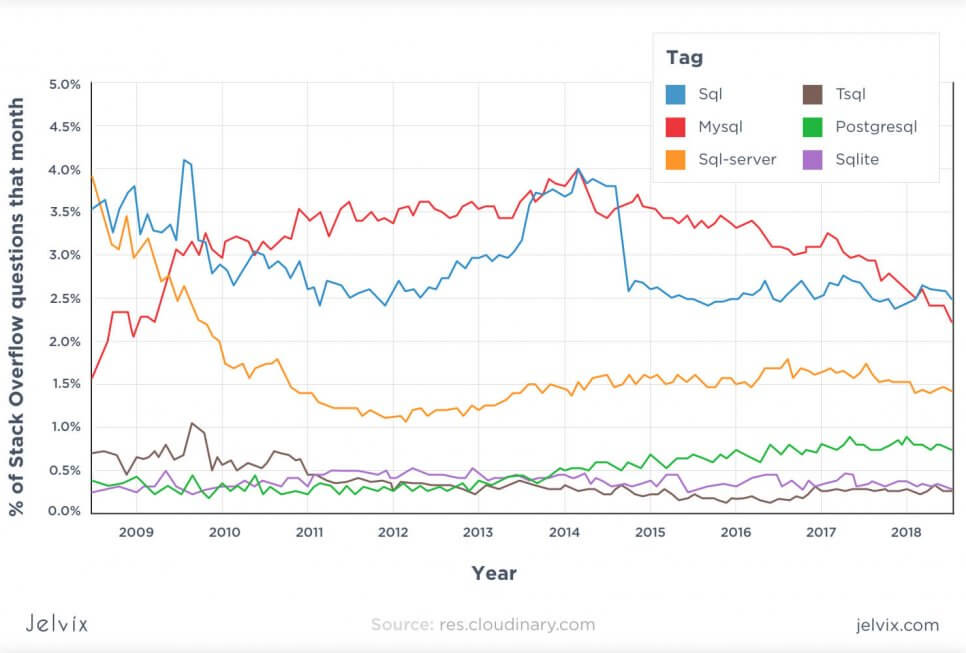 Tag
Sql
Tsql
Mysql
Postgresql
Sql-server
Sqlite
% of Stack Overflow questions that month
5.0%
4.5%
4.0%
3.5%
3.0%
2.5%
2.0%
1.5%
1.0%
0.5%
0.0%
2009 2010 2011 2012 2013 2014 2015 2016 2017 2018
Year
Jelvix
Source: res.cloudinary.com
jelvix.com